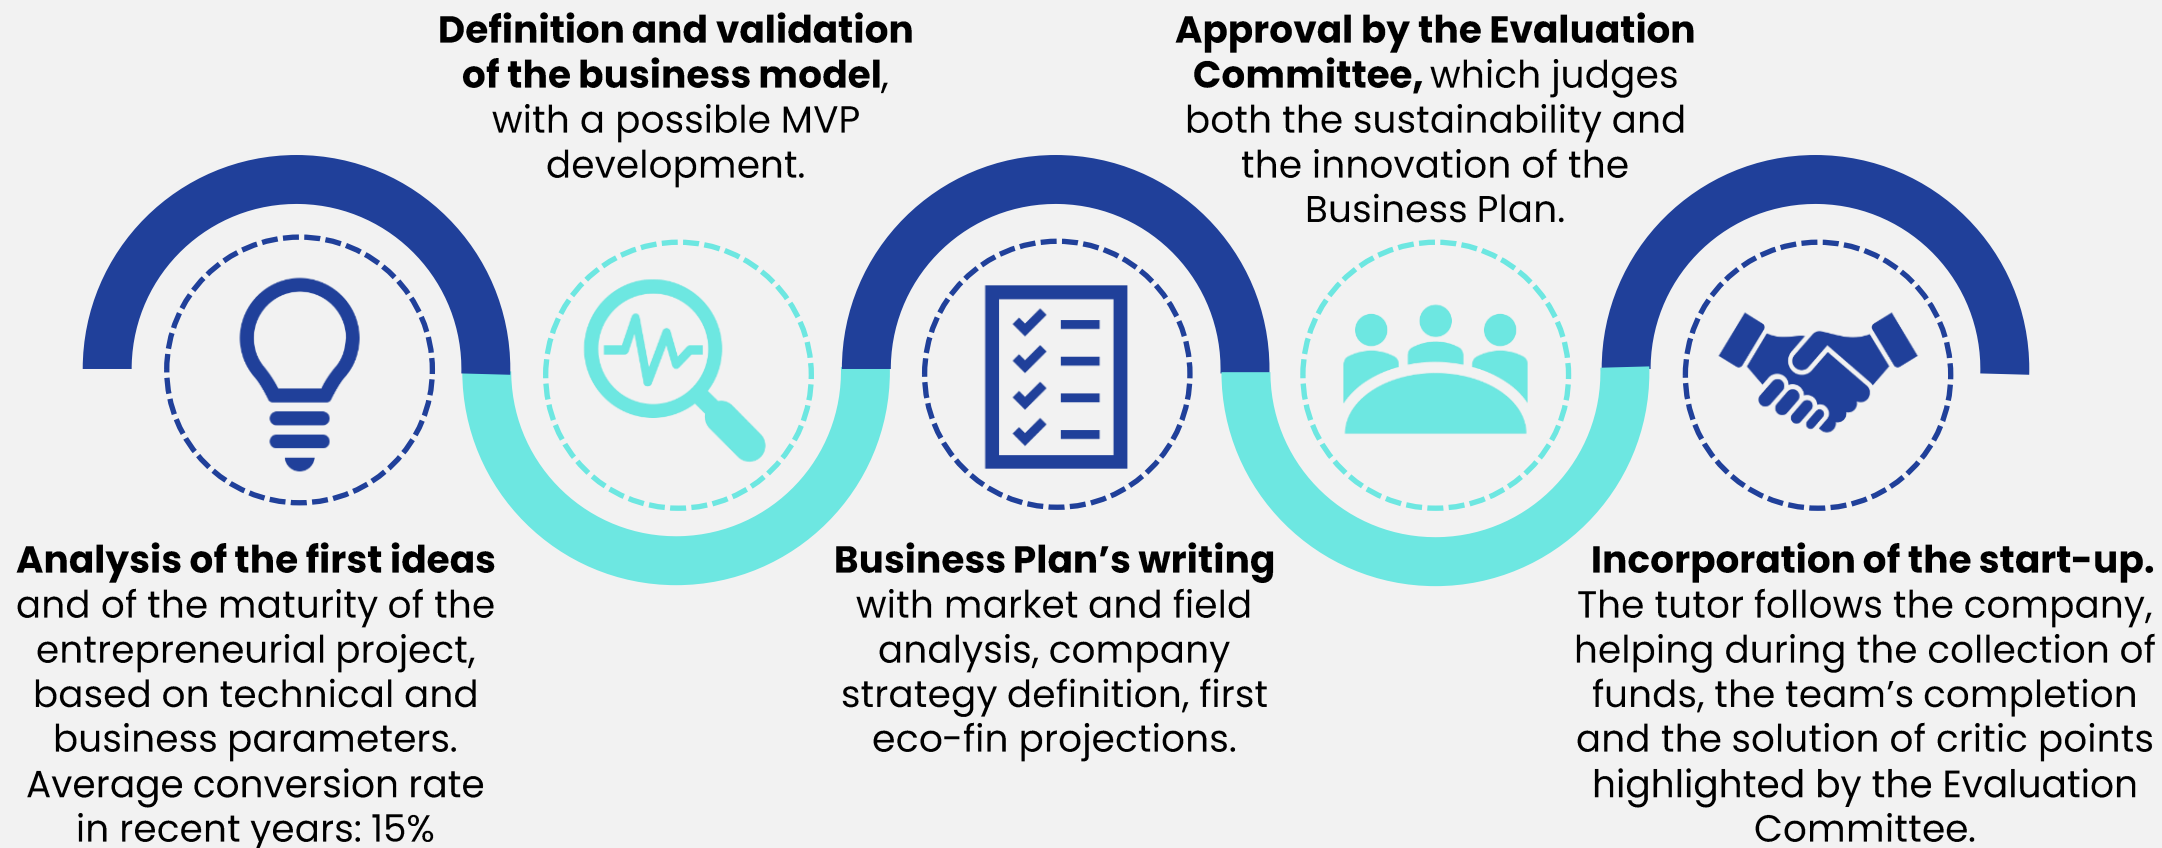 Analysis of the first ideas
and of the maturity of the
entrepreneurial project,
based on technical and
business parameters.
Average conversion rate
in recent years: 15%
Definition and validation
of the business model,
with a possible MVP
development.
Business Plan’s writing
with market and field
analysis, company
strategy definition, first
eco-fin projections.
Approval by the Evaluation
Committee, which judges
both the sustainability and
the innovation of the
Business Plan.
Incorporation of the start-up.
The tutor follows the company,
helping during the collection of
funds, the team’s completion
and the solution of critic points
highlighted by the Evaluation
Committee.